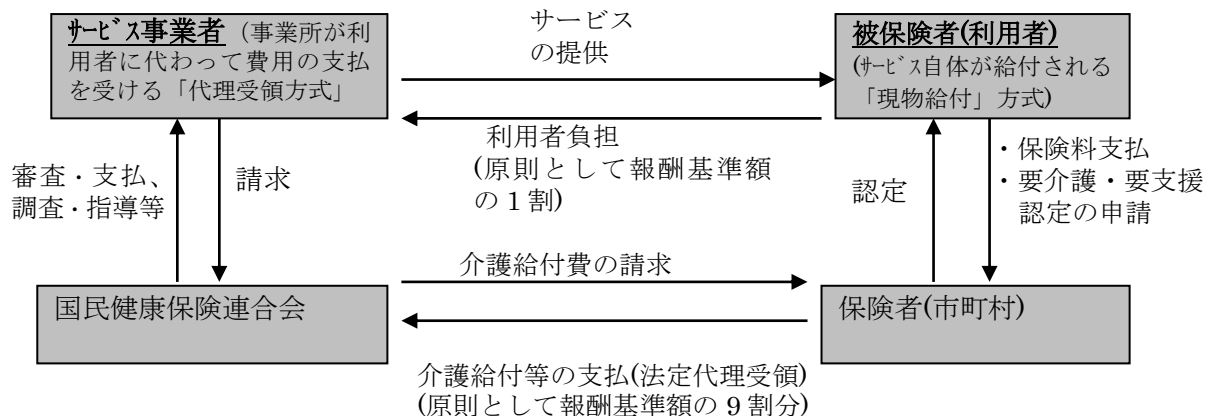 ｻｰﾋﾞｽ事業者（事業所が利
用者に代わって費用の支払
を受ける「代理受領方式」
サービス
の提供
被保険者(利用者)
(ｻｰﾋﾞｽ自体が給付される
「現物給付」方式)
利用者負担
(原則として報酬基準額
の 1 割)
審査・支払、
調査・指導等
請求
認定
・保険料支払
・要介護・要支援
認定の申請
介護給付費の請求
国民健康保険連合会
保険者(市町村)
介護給付等の支払(法定代理受領)
(原則として報酬基準額の 9 割分)